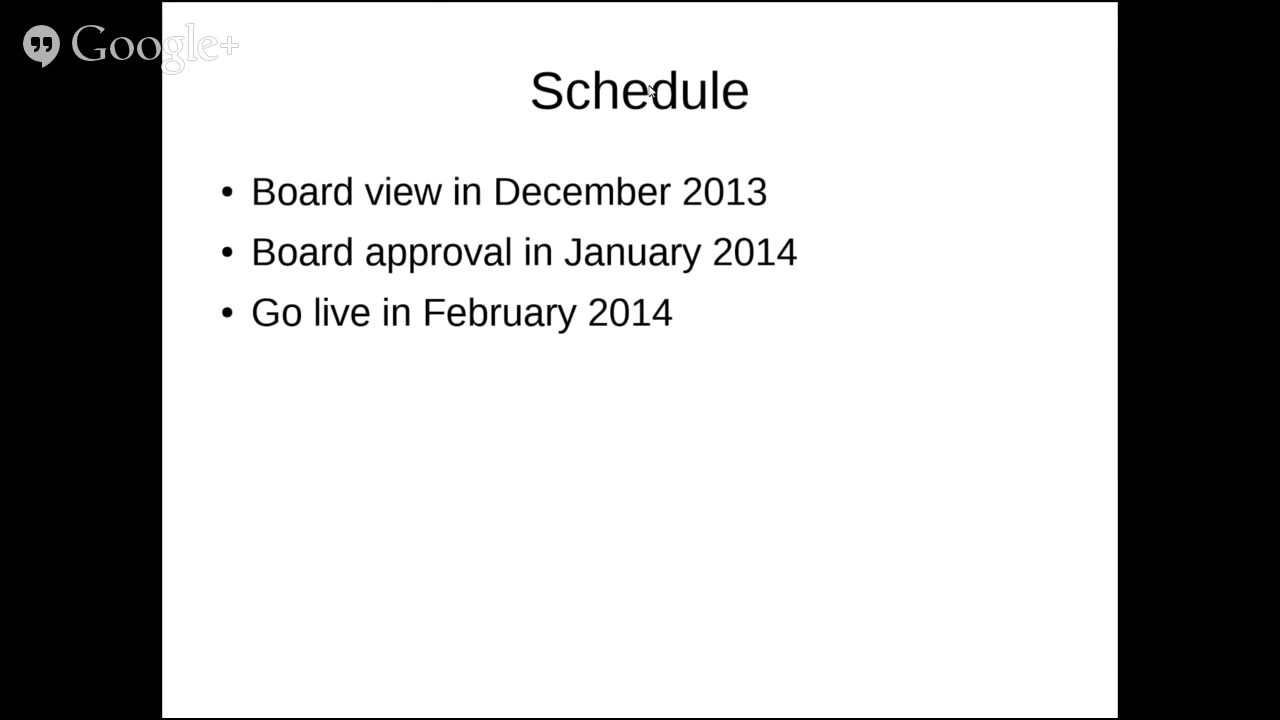 Google+
Schedule
• Board view in December 2013
• Board approval in January 2014
• Go live in February 2014